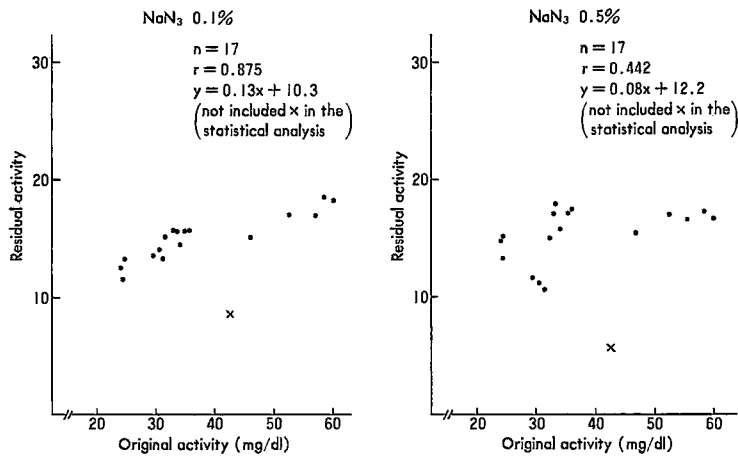 NaN₃ 0.1%
n = 17
r = 0.875
y = 0.13x + 10.3
(not included × in the
statistical analysis)
30
20
10
Residual activity
20 30 40 50 60
Original activity (mg/dl)
NaN₃ 0.5%
n = 17
r = 0.442
y = 0.08x + 12.2
(not included × in the
statistical analysis)
30
20
10
Residual activity
20 30 40 50 60
Original activity (mg/dl)